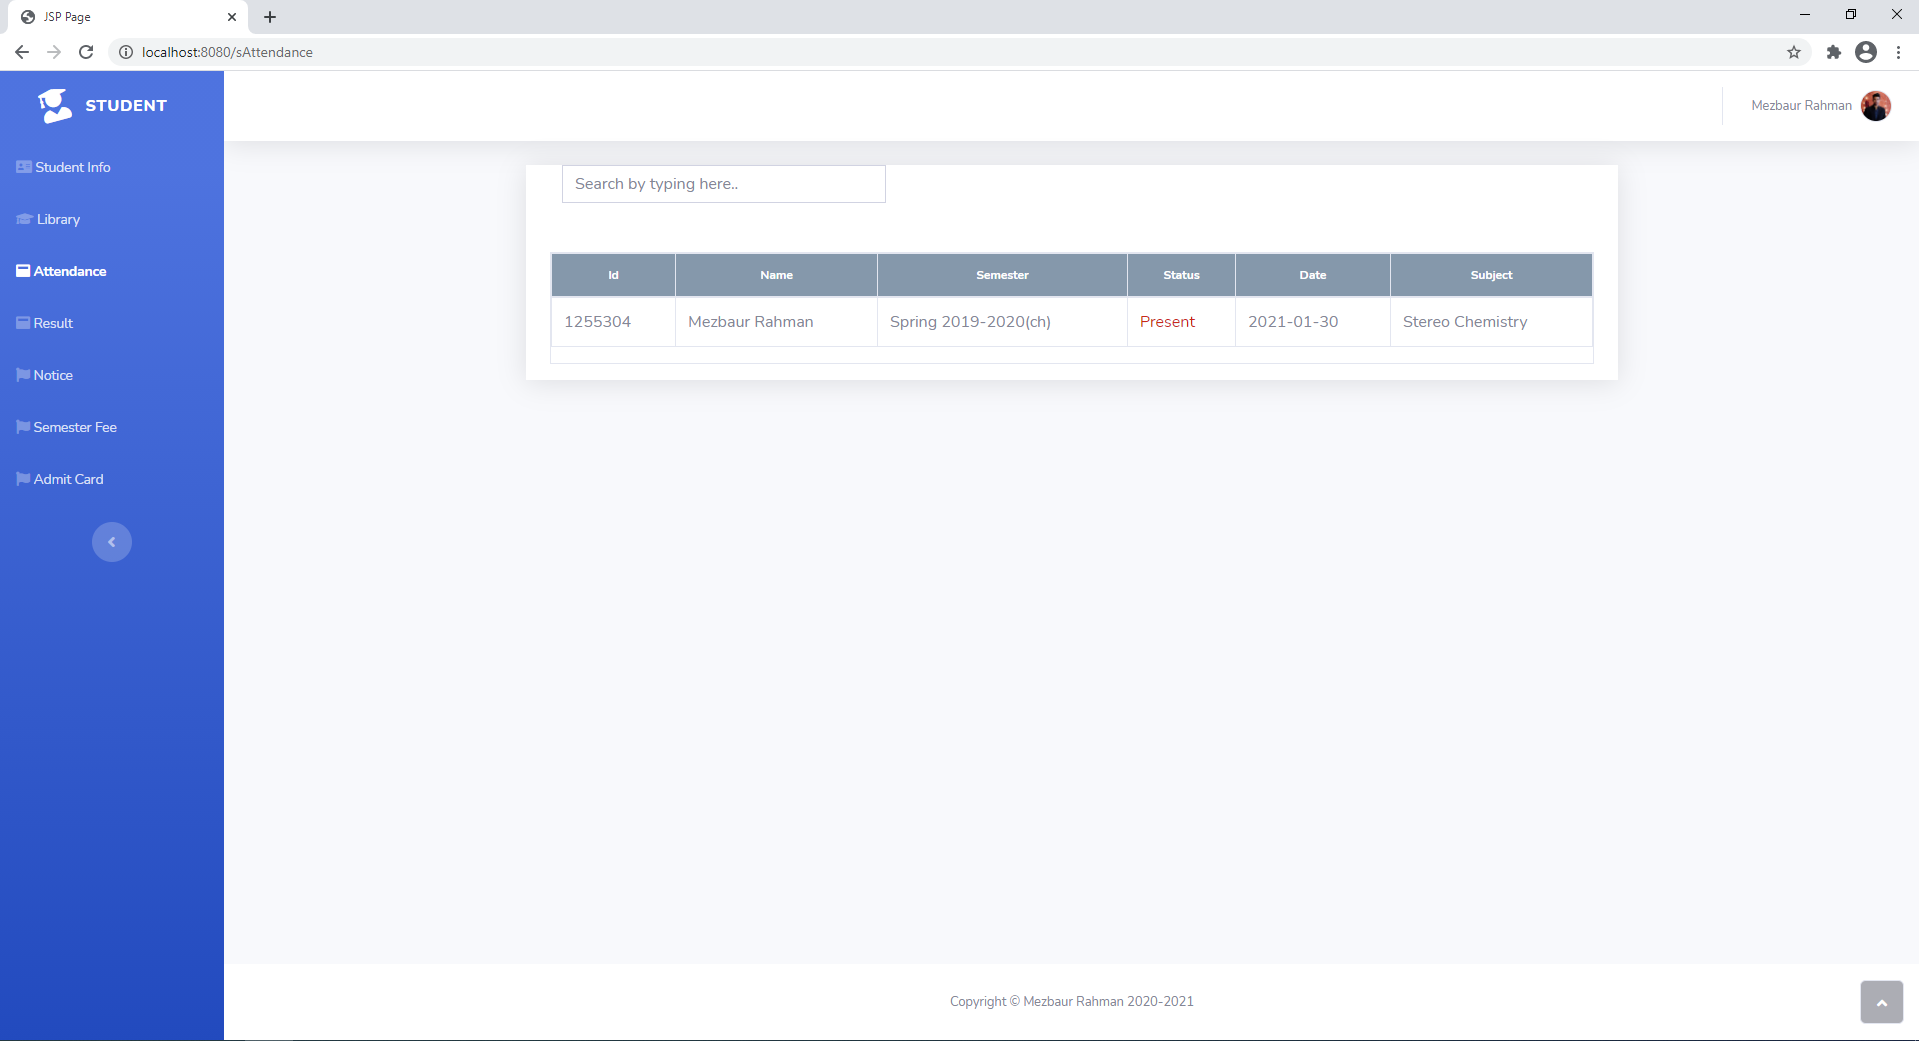 JSP Page
localhost:8080/sAttendance
STUDENT
Mezbaur Rahman
Student Info
Library
Attendance
Result
Notice
Semester Fee
Admit Card
Search by typing here..
Id Name Semester Status Date Subject
1255304 Mezbaur Rahman Spring 2019-2020(ch) Present 2021-01-30 Stereo Chemistry
Copyright © Mezbaur Rahman 2020-2021